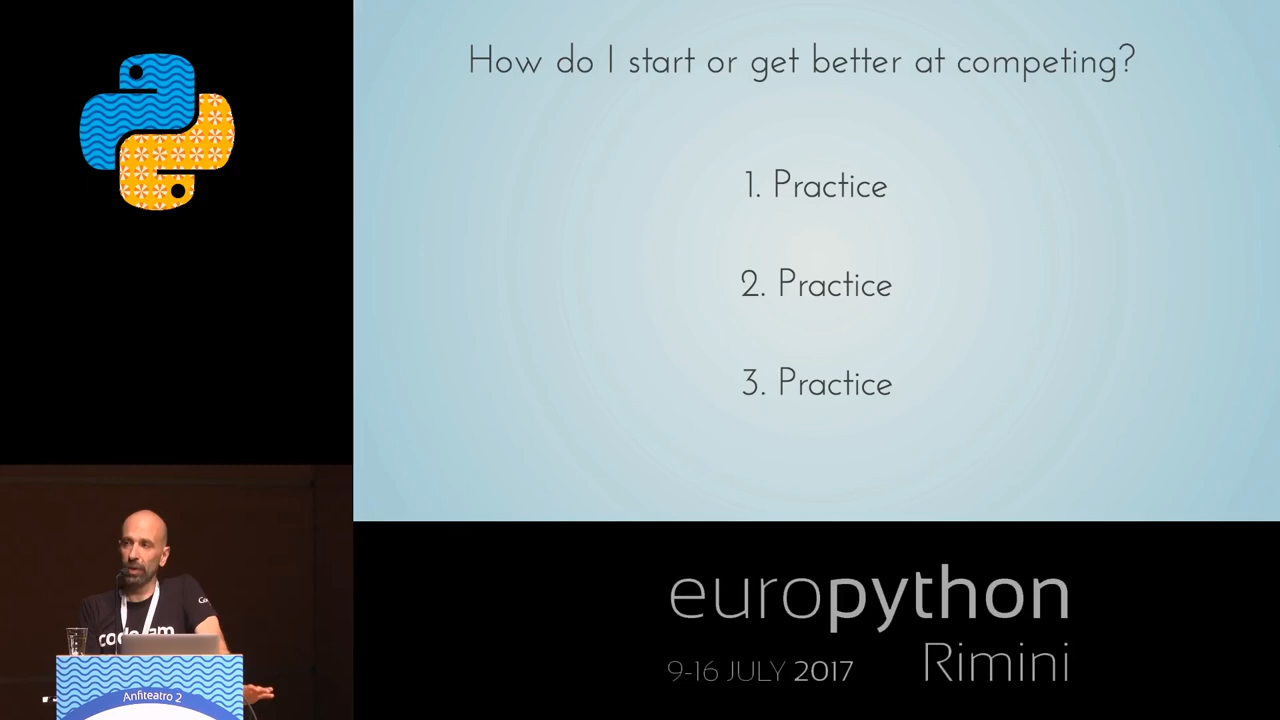 How do I start or get better at competing?
1. Practice
2. Practice
3. Practice
europython
9-16 JULY 2017 Rimini
Anfiteatro 2